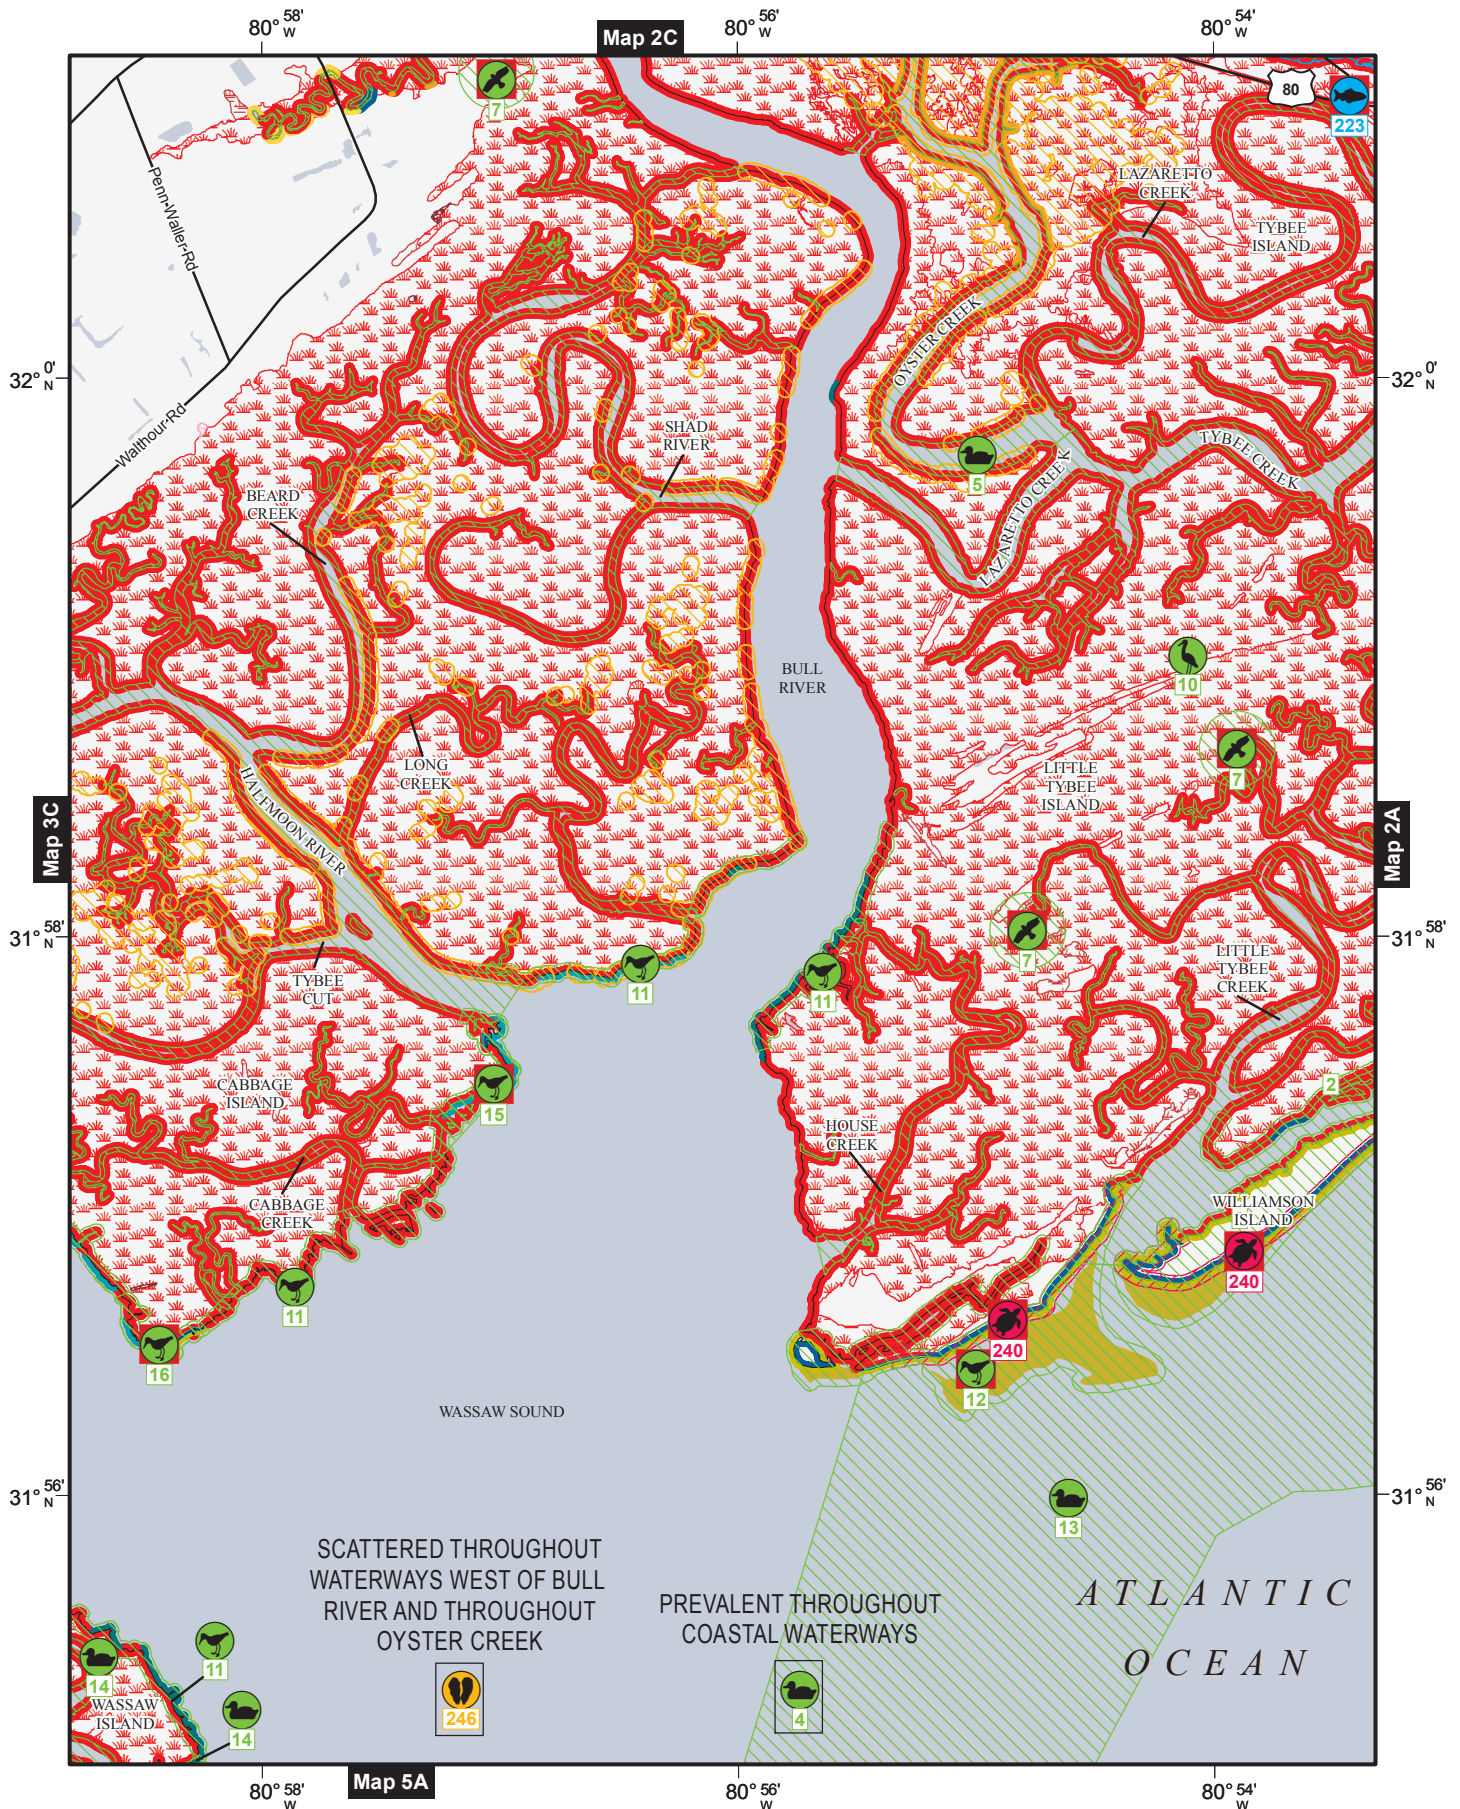 80° 58' W
80° 56' W
80° 54' W
Map 2C
7
80
223
Penn-Waller-Rd
LAZARETTO
CREEK
TYBEE
ISLAND
OYSTER CREEK
32° 0' N
32° 0' N
Walthour-Rd
SHAD
RIVER
TYBEE CREEK
5
BEARD
CREEK
LAZARETTO CREEK
BULL
RIVER
10
7
LONG
CREEK
LITTLE
TYBEE
ISLAND
HALFMOON RIVER
Map 3C
Map 2A
31° 58' N
31° 58' N
7
LITTLE
TYBEE
CREEK
TYBEE
CUT
11
11
CABBAGE
ISLAND
15
2
HOUSE
CREEK
CABBAGE
CREEK
WILLIAMSON
ISLAND
240
11
240
16
12
WASSAW SOUND
31° 56' N
31° 56' N
13
SCATTERED THROUGHOUT
WATERWAYS WEST OF BULL
RIVER AND THROUGHOUT
OYSTER CREEK
246
PREVALENT THROUGHOUT
COASTAL WATERWAYS
4
ATLANTIC
OCEAN
11
14
WASSAW
ISLAND
14
Map 5A
80° 58' W
80° 56' W
80° 54' W